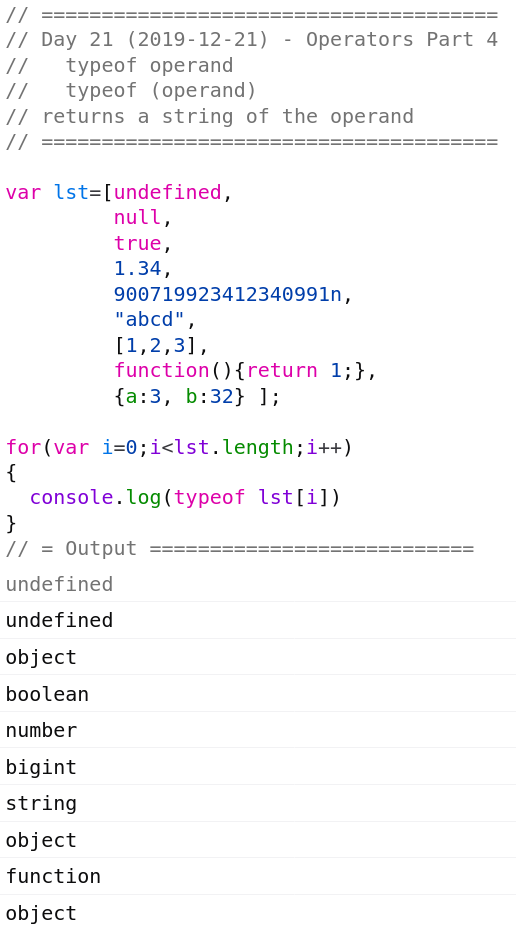 // ======================================
// Day 21 (2019-12-21) - Operators Part 4
//   typeof operand
//   typeof (operand)
// returns a string of the operand
// ======================================
var lst=[undefined,
         null,
         true,
         1.34,
         900719923412340991n,
         "abcd",
         [1,2,3],
         function(){return 1;},
         {a:3, b:32} ];
for(var i=0;i<lst.length;i++)
{
  console.log(typeof lst[i])
}
// = Output ===========================
undefined
undefined
object
boolean
number
bigint
string
object
function
object